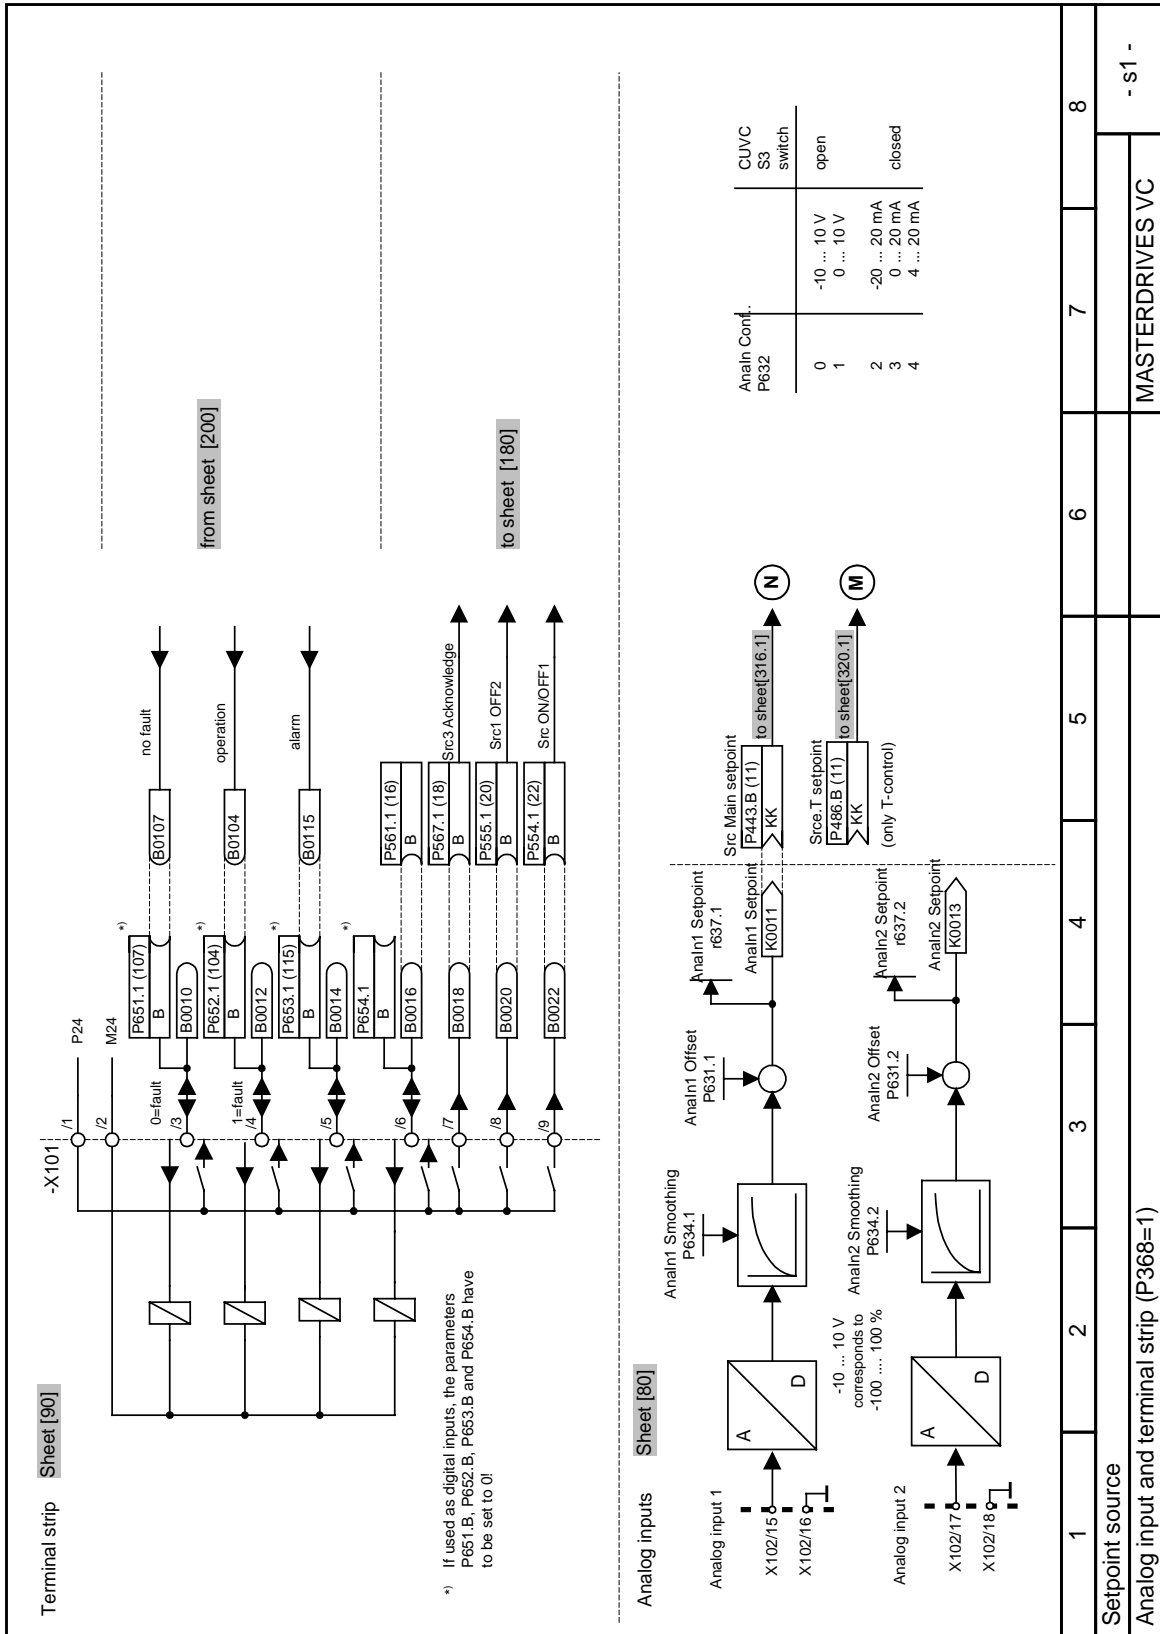 Terminal strip
Sheet [90]
-X101
/1
P24
/2
M24
0=fault
/3
1=fault
/4
/5
/6
/7
/8
/9
*)
P651.1 (107)
B
B0010
B0107
no fault
*)
P652.1 (104)
B
B0012
B0104
operation
*)
P653.1 (115)
B
B0014
B0115
alarm
*)
P654.1
B
B0016
P561.1 (16)
B
B0018
P567.1 (18)
B
Src3 Acknowledge
B0020
P555.1 (20)
B
Src1 OFF2
B0022
P554.1 (22)
B
Src ON/OFF1
from sheet [200]
to sheet [180]
*)
If used as digital inputs, the parameters
P651.B, P652.B, P653.B and P654.B have
to be set to 0!
Analog inputs
Sheet [80]
Analog input 1
X102/15
X102/16
A
D
-10 ... 10 V
corresponds to
-100 .... 100 %
AnaIn1 Smoothing
P634.1
AnaIn1 Offset
P631.1
AnaIn1 Setpoint
r637.1
AnaIn1 Setpoint
K0011
Src Main setpoint
P443.B (11)
KK
to sheet[316.1]
N
Analog input 2
X102/17
X102/18
A
D
AnaIn2 Smoothing
P634.2
AnaIn2 Offset
P631.2
AnaIn2 Setpoint
r637.2
AnaIn2 Setpoint
K0013
Srce.T setpoint
P486.B (11)
KK
(only T-control)
to sheet[320.1]
M
AnaIn Conf..
P632
CUVC
S3
switch
0 -10 ... 10 V open
1 0 ... 10 V
2 -20 ... 20 mA
3 0 ... 20 mA closed
4 4 ... 20 mA
1 2 3 4 5 6 7 8
Setpoint source
- s1 -
Analog input and terminal strip (P368=1)
MASTERDRIVES VC